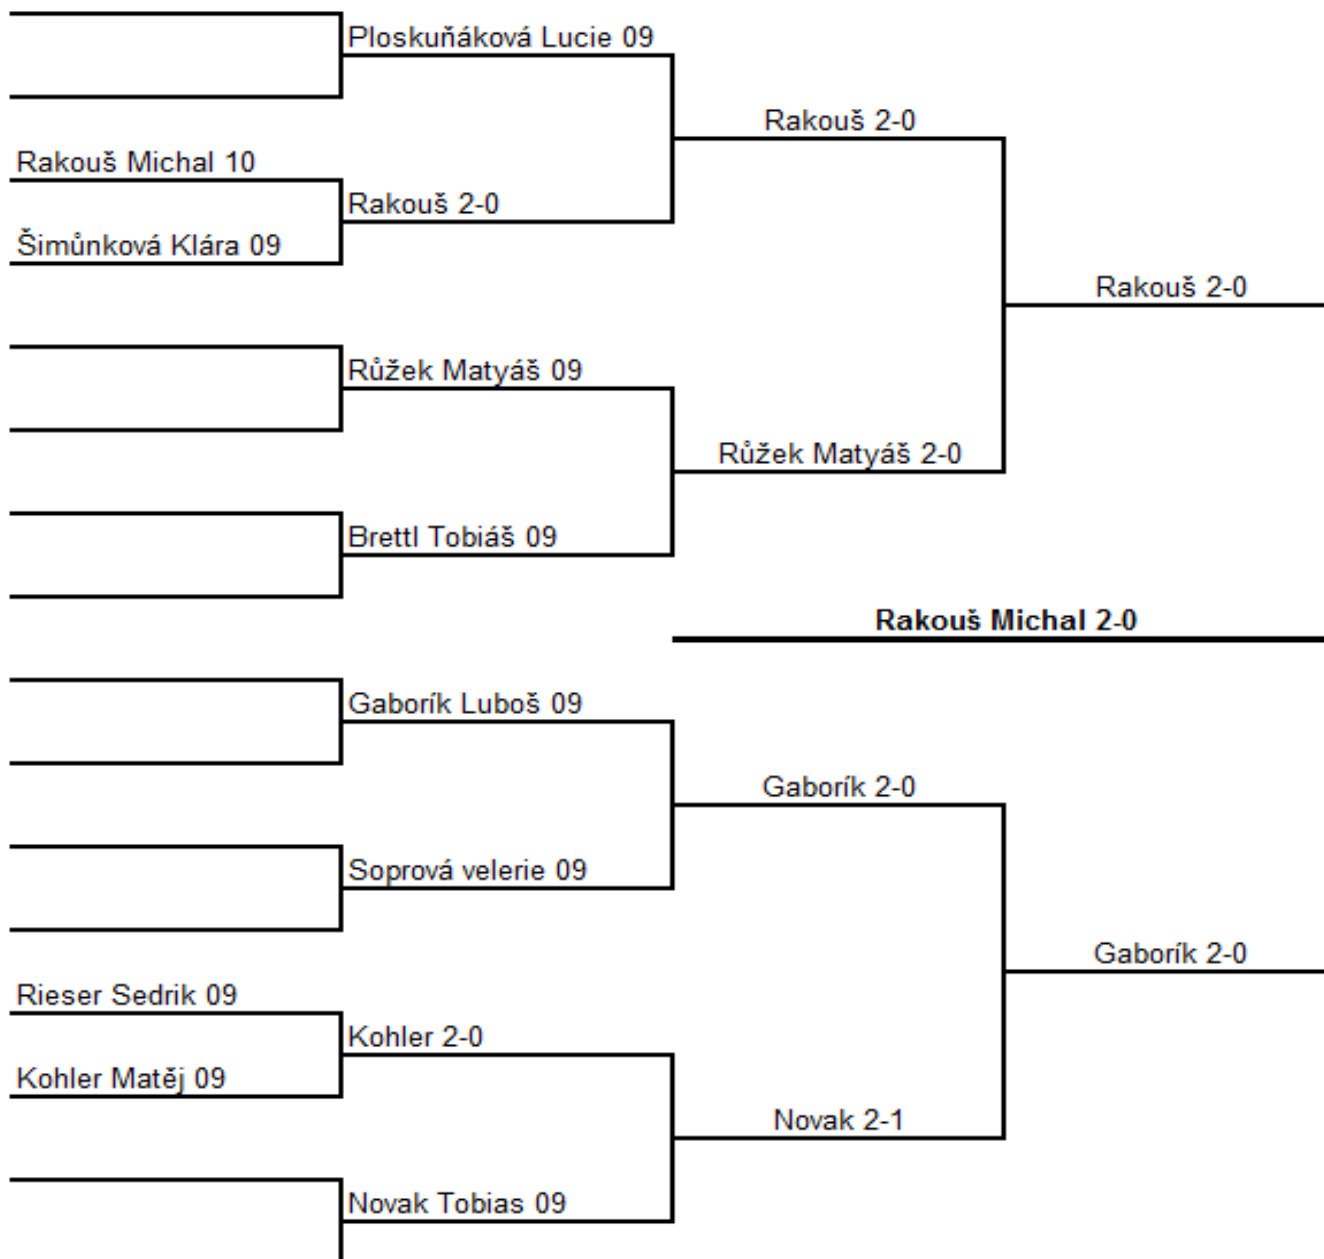 Ploskuňáková Lucie 09
Rakouš 2-0
Rakouš Michal 10
Rakouš 2-0
Šimůnková Klára 09
Rakouš 2-0
Růžek Matyáš 09
Růžek Matyáš 2-0
Brettl Tobiáš 09
Rakouš Michal 2-0
Gaborík Luboš 09
Gaborík 2-0
Soprová velerie 09
Gaborík 2-0
Rieser Sedrik 09
Kohler 2-0
Kohler Matěj 09
Novak 2-1
Novak Tobias 09